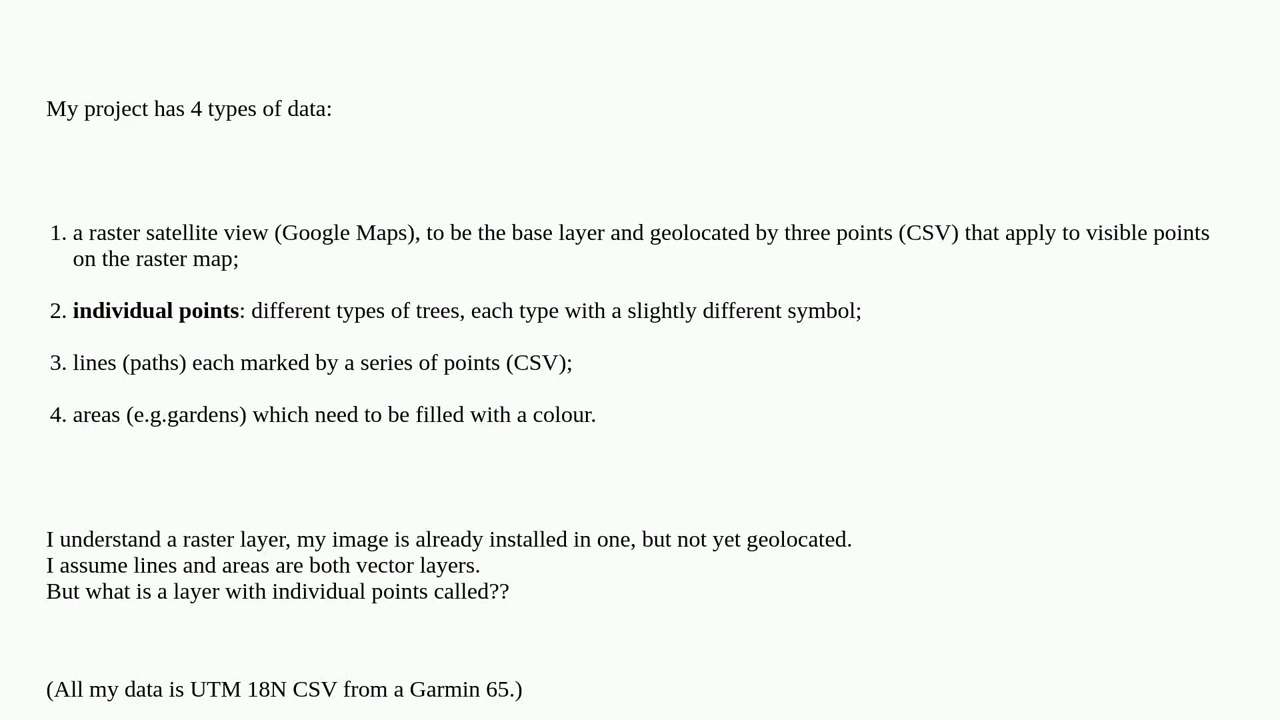 My project has 4 types of data:
1. a raster satellite view (Google Maps), to be the base layer and geolocated by three points (CSV) that apply to visible points
on the raster map;
2. individual points: different types of trees, each type with a slightly different symbol;
3. lines (paths) each marked by a series of points (CSV);
4. areas (e.g.gardens) which need to be filled with a colour.
I understand a raster layer, my image is already installed in one, but not yet geolocated.
I assume lines and areas are both vector layers.
But what is a layer with individual points called??
(All my data is UTM 18N CSV from a Garmin 65.)